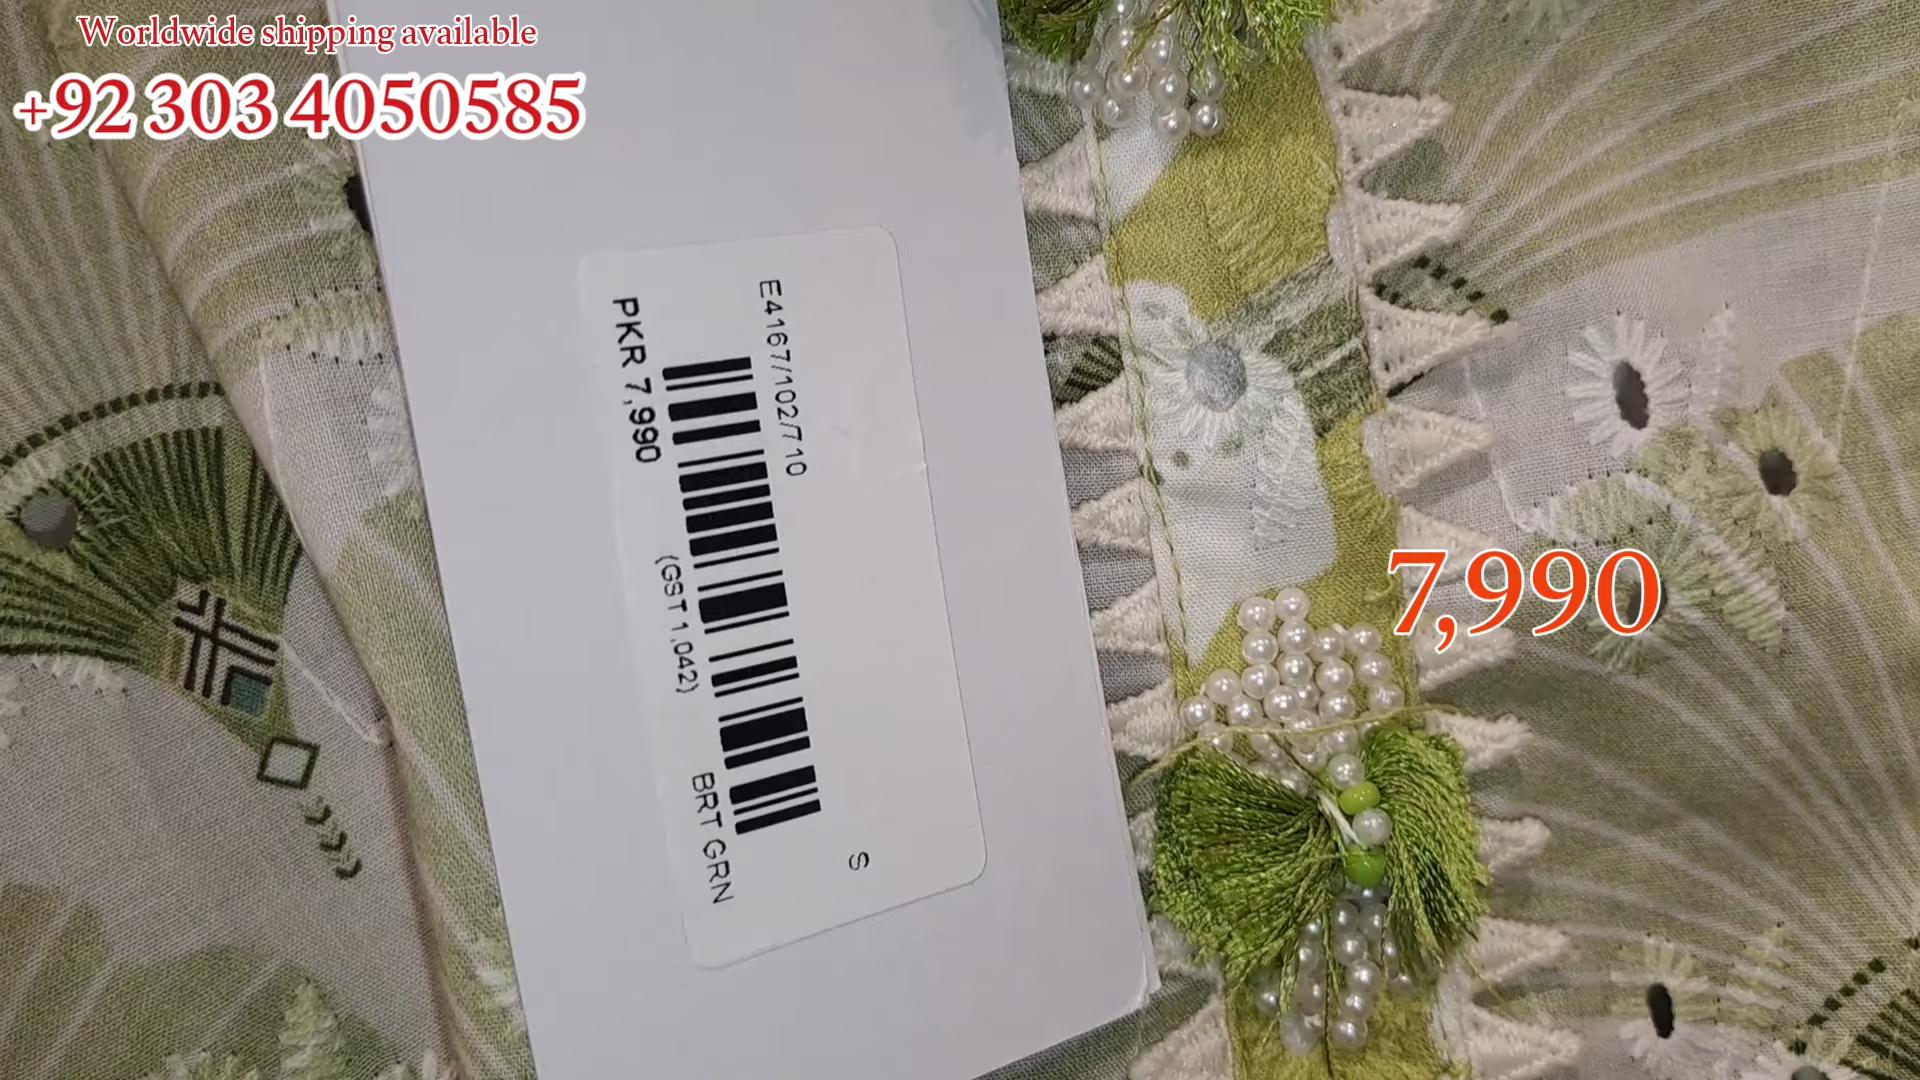 Worldwide shipping available
+92 303 4050585
E4167/102/710
PKR 7,990
(GST 1,042)
BRT GRN
S
7,990